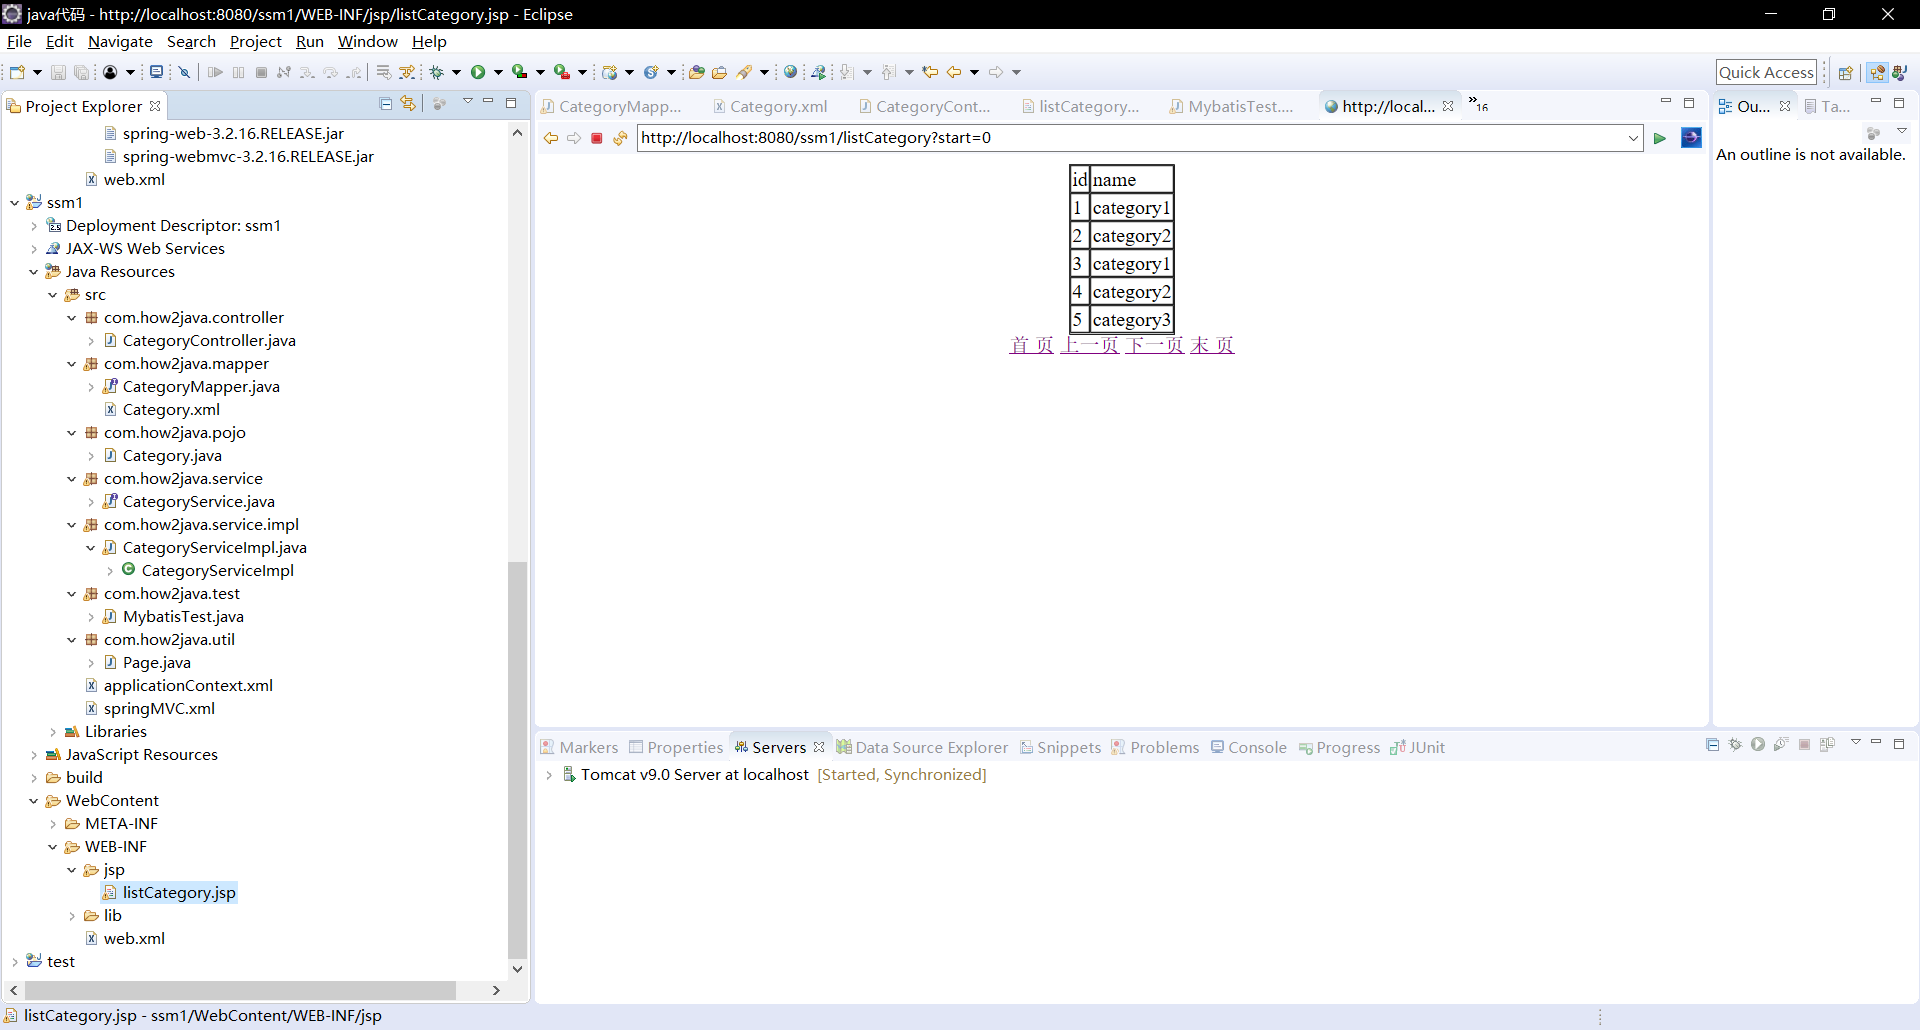 java代码 - http://localhost:8080/ssm1/WEB-INF/jsp/listCategory.jsp - Eclipse
File Edit Navigate Search Project Run Window Help
Quick Access
Project Explorer
spring-web-3.2.16.RELEASE.jar
spring-webmvc-3.2.16.RELEASE.jar
web.xml
ssm1
Deployment Descriptor: ssm1
JAX-WS Web Services
Java Resources
src
com.how2java.controller
CategoryController.java
com.how2java.mapper
CategoryMapper.java
Category.xml
com.how2java.pojo
Category.java
com.how2java.service
CategoryService.java
com.how2java.service.impl
CategoryServiceImpl.java
CategoryServiceImpl
com.how2java.test
MybatisTest.java
com.how2java.util
Page.java
applicationContext.xml
springMVC.xml
Libraries
JavaScript Resources
build
WebContent
META-INF
WEB-INF
jsp
listCategory.jsp
lib
web.xml
test
CategoryMapp... Category.xml CategoryCont... listCategory... MybatisTest.... http://local... »16
http://localhost:8080/ssm1/listCategory?start=0
id name
1 category1
2 category2
3 category1
4 category2
5 category3
首 页 上一页 下一页 末 页
Ou... Ta...
An outline is not available.
Markers Properties Servers Data Source Explorer Snippets Problems Console Progress JUnit
Tomcat v9.0 Server at localhost [Started, Synchronized]
listCategory.jsp - ssm1/WebContent/WEB-INF/jsp